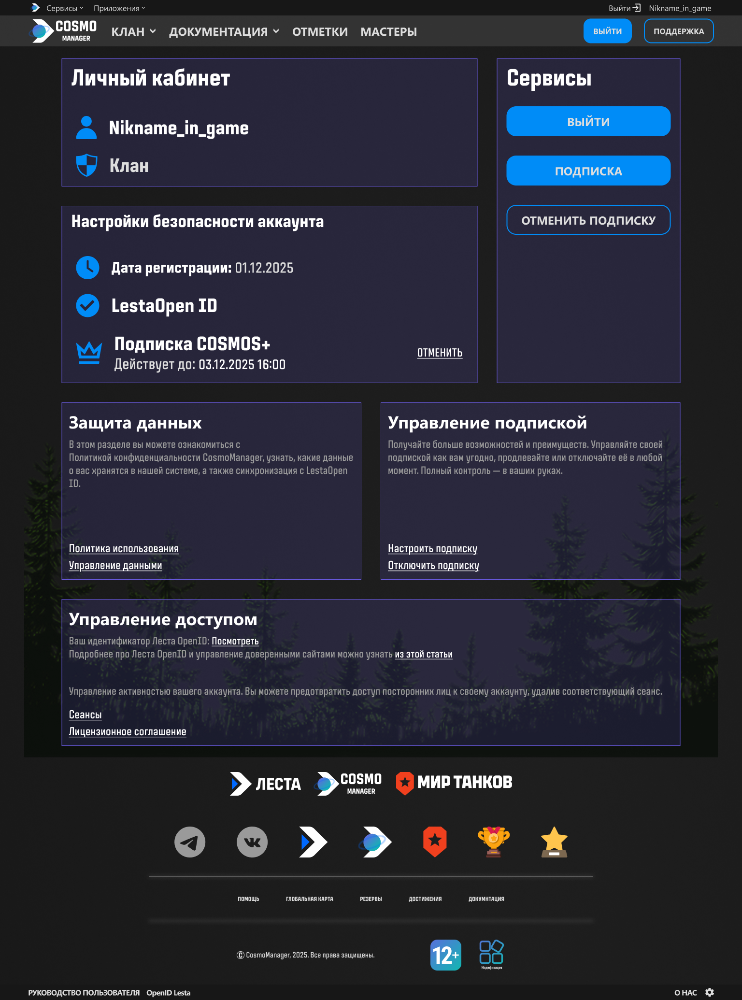 Сервисы Приложения Выйти Nikname_in_game
COSMO
MANAGER
КЛАН ДОКУМЕНТАЦИЯ ОТМЕТКИ МАСТЕРЫ ВЫЙТИ ПОДДЕРЖКА
Личный кабинет
Nikname_in_game
Клан
Сервисы
ВЫЙТИ
ПОДПИСКА
ОТМЕНИТЬ ПОДПИСКУ
Настройки безопасности аккаунта
Дата регистрации: 01.12.2025
LestaOpen ID
Подписка COSMOS+
Действует до: 03.12.2025 16:00
ОТМЕНИТЬ
Защита данных
В этом разделе вы можете ознакомиться с
Политикой конфиденциальности CosmoManager, узнать, какие данные
о вас хранятся в нашей системе, а также синхронизация с LestaOpen
ID.
Политика использования
Управление данными
Управление подпиской
Получайте больше возможностей и преимуществ. Управляйте своей
подпиской как вам угодно, продлевайте или отключайте её в любой
момент. Полный контроль — в ваших руках.
Настроить подписку
Отключить подписку
Управление доступом
Ваш идентификатор Леста OpenID: Посмотреть
Подробнее про Леста OpenID и управление доверенными сайтами можно узнать из этой статьи
Управление активностью вашего аккаунта. Вы можете предотвратить доступ посторонних лиц к своему аккаунту, удалив соответствующий сеанс.
Сеансы
Лицензионное соглашение
ЛЕСТА
COSMO
MANAGER
МИР ТАНКОВ
ПОМОЩЬ ГЛОБАЛЬНАЯ КАРТА РЕЗЕРВЫ ДОСТИЖЕНИЯ ДОКУМНТАЦИЯ
© CosmoManager, 2025. Все права защищены.
12+
Модификация
РУКОВОДСТВО ПОЛЬЗОВАТЕЛЯ OpenID Lesta О НАС